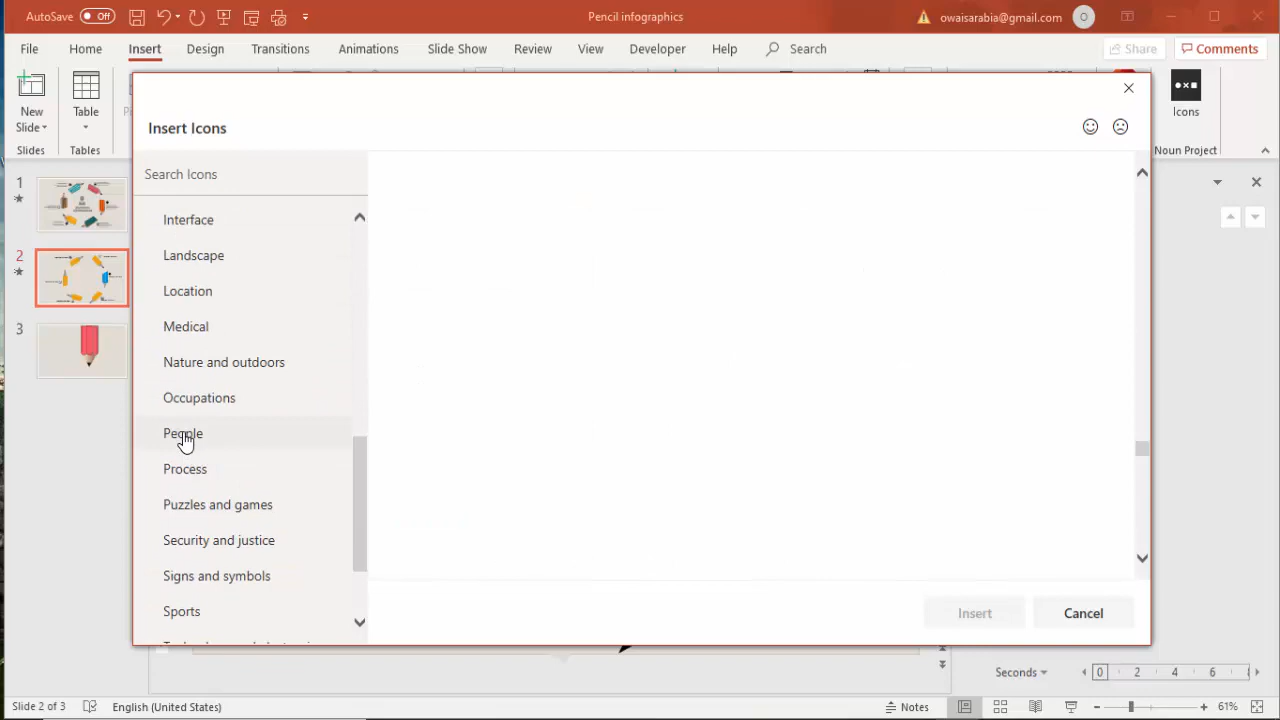 AutoSave Off
Pencil infographics
owaisarabia@gmail.com
O
File Home Insert Design Transitions Animations Slide Show Review View Developer Help Search
Share Comments
New
Slide
Table
Icons
Slides
Tables
Noun Project
Insert Icons
Search Icons
Interface
Landscape
Location
Medical
Nature and outdoors
Occupations
People
Process
Puzzles and games
Security and justice
Signs and symbols
Sports
Insert
Cancel
1
2
3
Seconds
0 2 4 6
Slide 2 of 3
English (United States)
Notes
61%